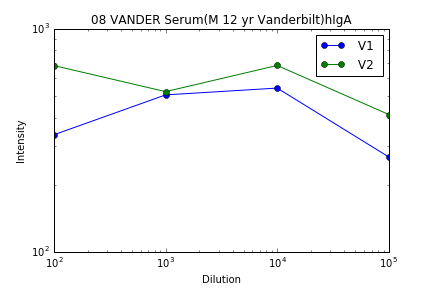 08 VANDER Serum(M 12 yr Vanderbilt)hIgA
10³
V1
V2
Intensity
10²
10² 10³ 10⁴ 10⁵
Dilution